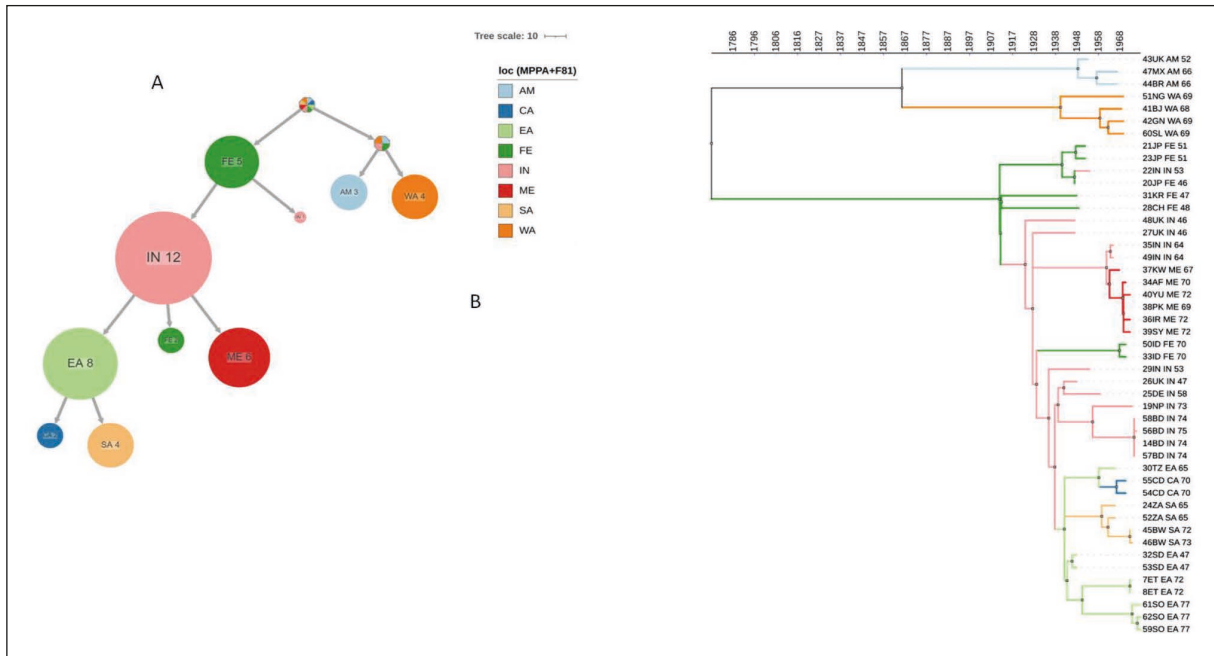 A
Tree scale: 10
loc (MPPA+F81)
AM
CA
EA
FE
IN
ME
SA
WA
FE 5
AM 3
WA 4
IN 12
EA 8
ME 6
SA 4
B
1786
1796
1806
1816
1827
1837
1847
1857
1867
1877
1887
1897
1907
1917
1928
1938
1948
1958
1968
43UK AM 52
47MX AM 66
44BR AM 66
51NG WA 69
41BJ WA 68
42GN WA 69
60SL WA 69
21JP FE 51
23JP FE 51
22IN IN 53
20JP FE 46
31KR FE 47
28CH FE 48
48UK IN 46
27UK IN 46
35IN IN 64
49IN IN 64
37KW ME 67
34AF ME 70
40YU ME 72
38PK ME 69
36IR ME 72
39SY ME 72
50ID FE 70
33ID FE 70
29IN IN 53
26UK IN 47
25DE IN 58
19NP IN 73
58BD IN 74
56BD IN 75
14BD IN 74
57BD IN 74
30TZ EA 65
55CD CA 70
54CD CA 70
24ZA SA 65
52ZA SA 65
45BW SA 72
46BW SA 73
32SD EA 47
53SD EA 47
7ET EA 72
8ET EA 72
61SO EA 77
62SO EA 77
59SO EA 77